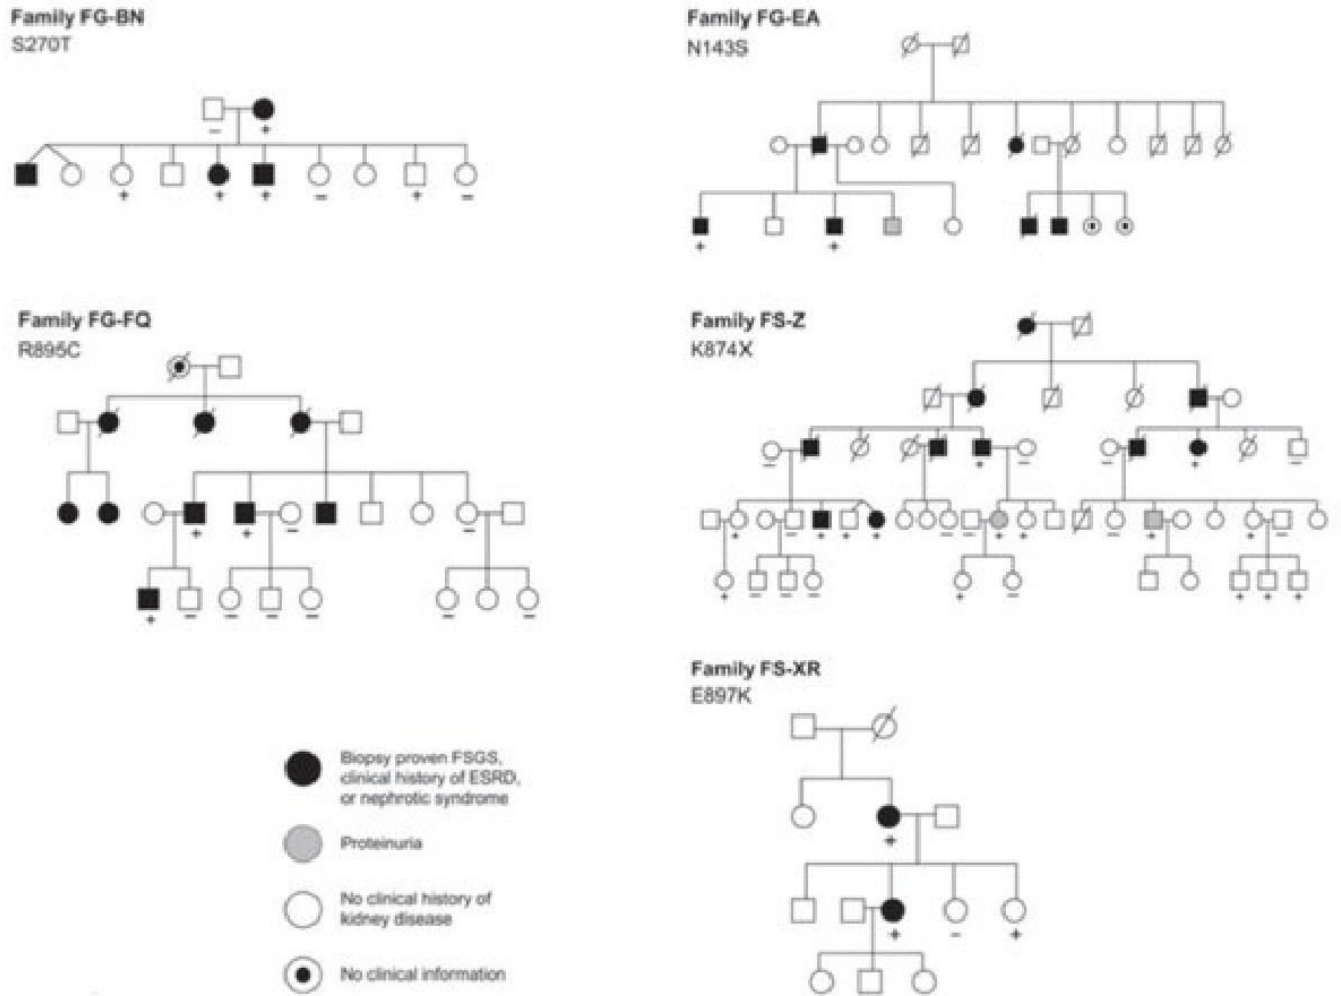 Family FG-BN
S270T
Family FG-EA
N143S
Family FG-FQ
R895C
Family FS-Z
K874X
Family FS-XR
E897K
Biopsy proven FSGS,
clinical history of ESRD,
or nephrotic syndrome
Proteinuria
No clinical history of
kidney disease
No clinical information